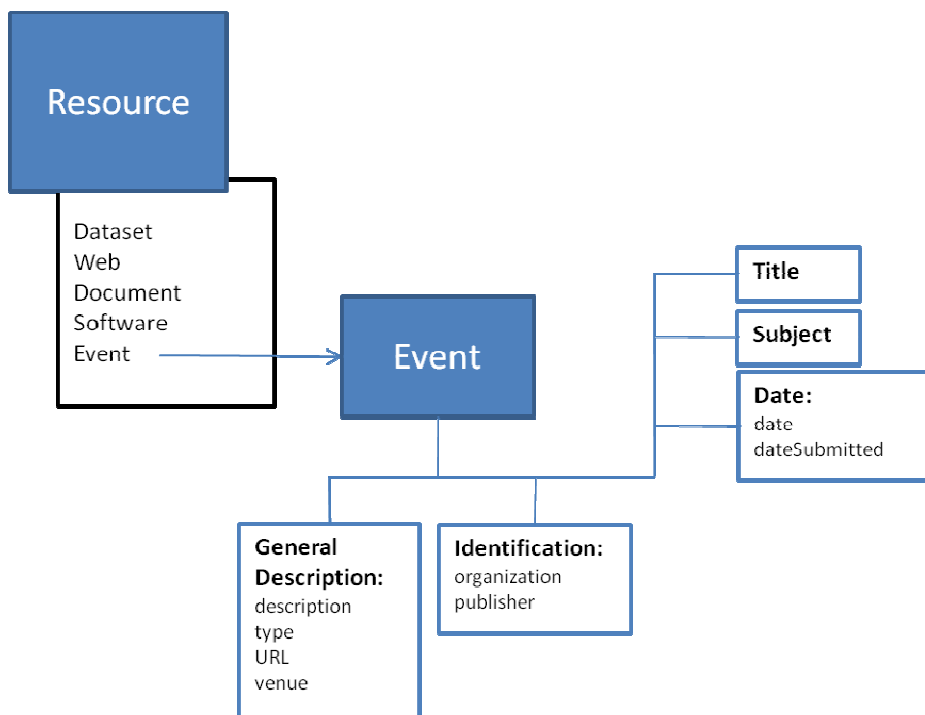 Resource
Dataset
Web
Document
Software
Event
Event
Title
Subject
Date:
date
dateSubmitted
General
Description:
description
type
URL
venue
Identification:
organization
publisher